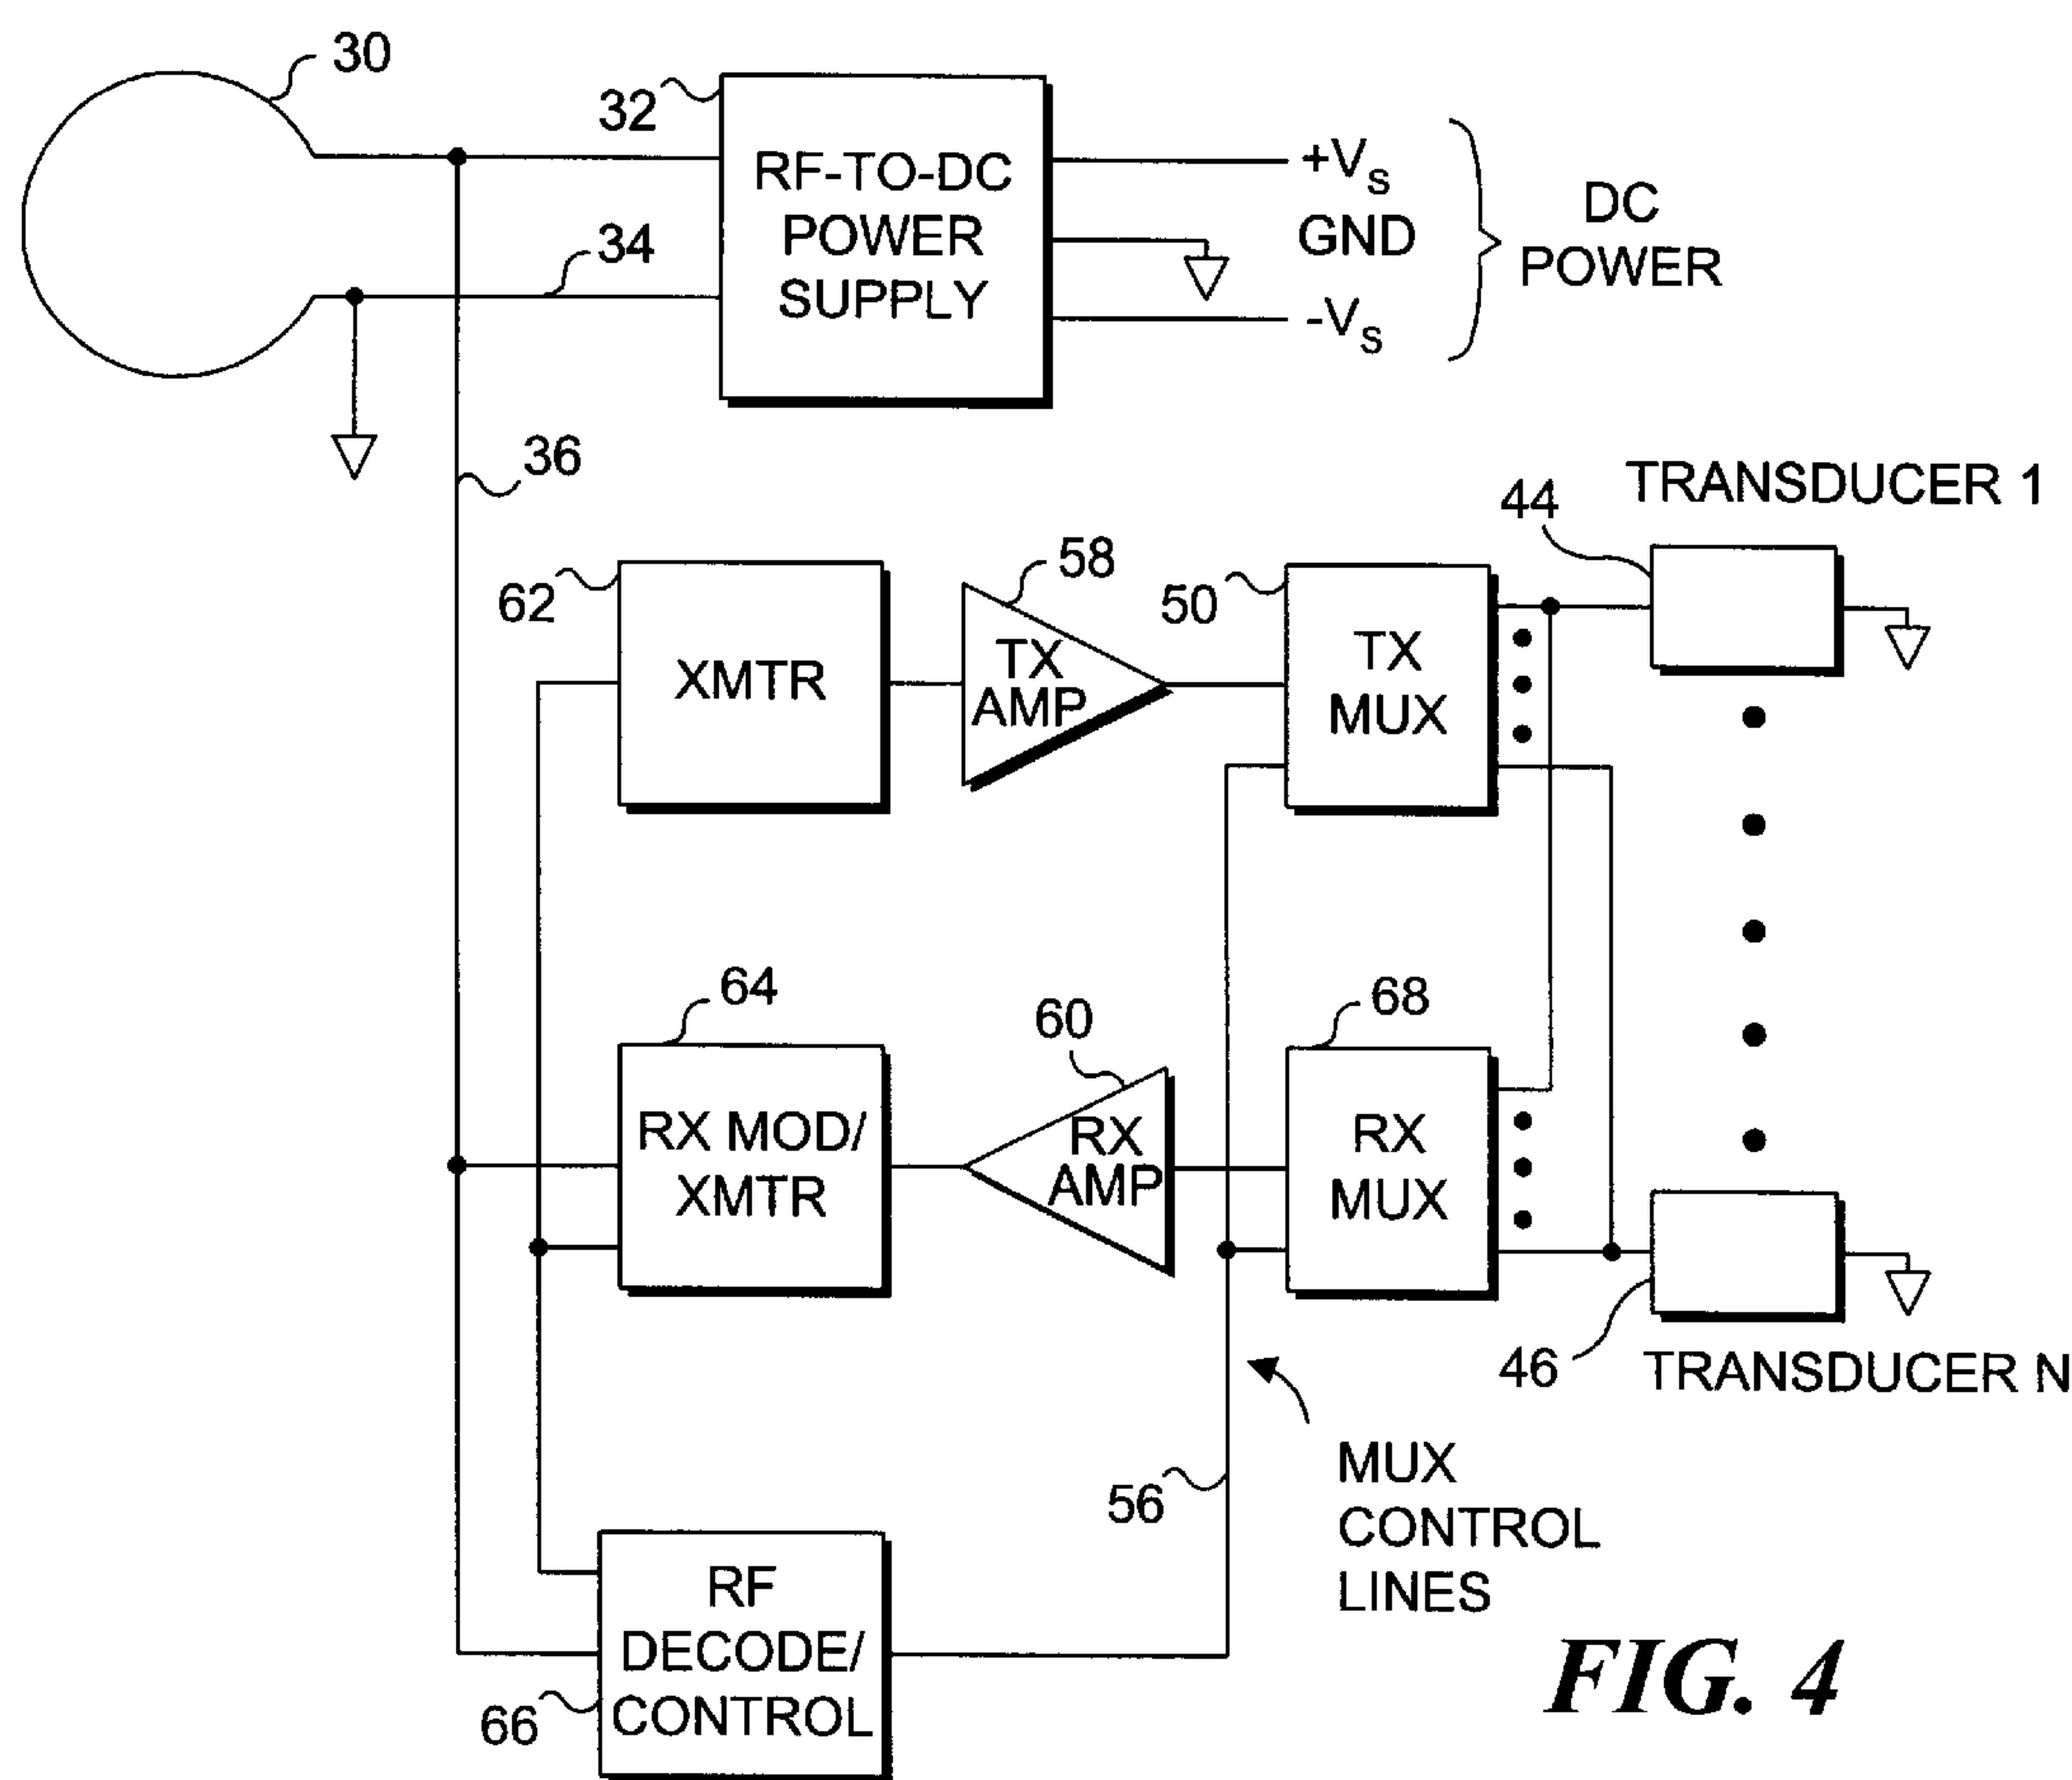 30
32
RF-TO-DC
POWER
SUPPLY
34
+VS
GND
-VS
DC
POWER
36
44
TRANSDUCER 1
62
XMTR
58
TX
AMP
50
TX
MUX
64
RX MOD/
XMTR
60
RX
AMP
68
RX
MUX
46
TRANSDUCER N
56
MUX
CONTROL
LINES
66
RF
DECODE/
CONTROL
FIG. 4